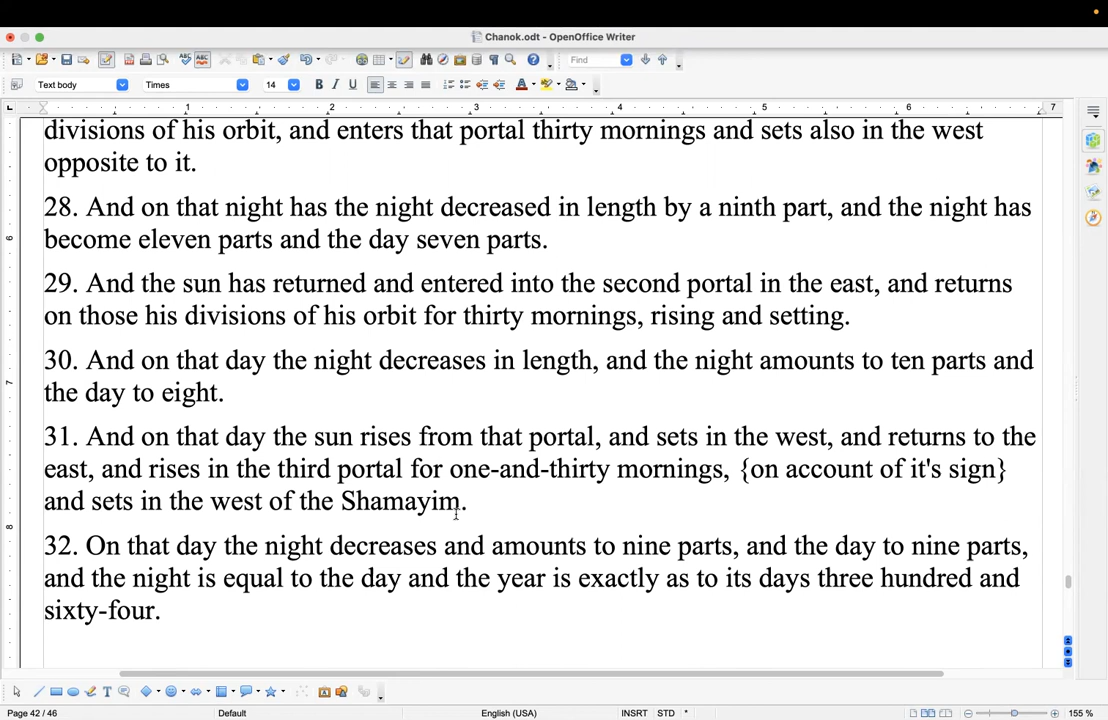 Chanok.odt - OpenOffice Writer
Find
Text body Times 14
1 2 3 4 5 6 7
divisions of his orbit, and enters that portal thirty mornings and sets also in the west
opposite to it.
28. And on that night has the night decreased in length by a ninth part, and the night has
become eleven parts and the day seven parts.
29. And the sun has returned and entered into the second portal in the east, and returns
on those his divisions of his orbit for thirty mornings, rising and setting.
30. And on that day the night decreases in length, and the night amounts to ten parts and
the day to eight.
31. And on that day the sun rises from that portal, and sets in the west, and returns to the
east, and rises in the third portal for one-and-thirty mornings, {on account of it's sign}
and sets in the west of the Shamayim.
32. On that day the night decreases and amounts to nine parts, and the day to nine parts,
and the night is equal to the day and the year is exactly as to its days three hundred and
sixty-four.
6
7
8
Page 42 / 46 Default English (USA) INSRT STD * 155 %